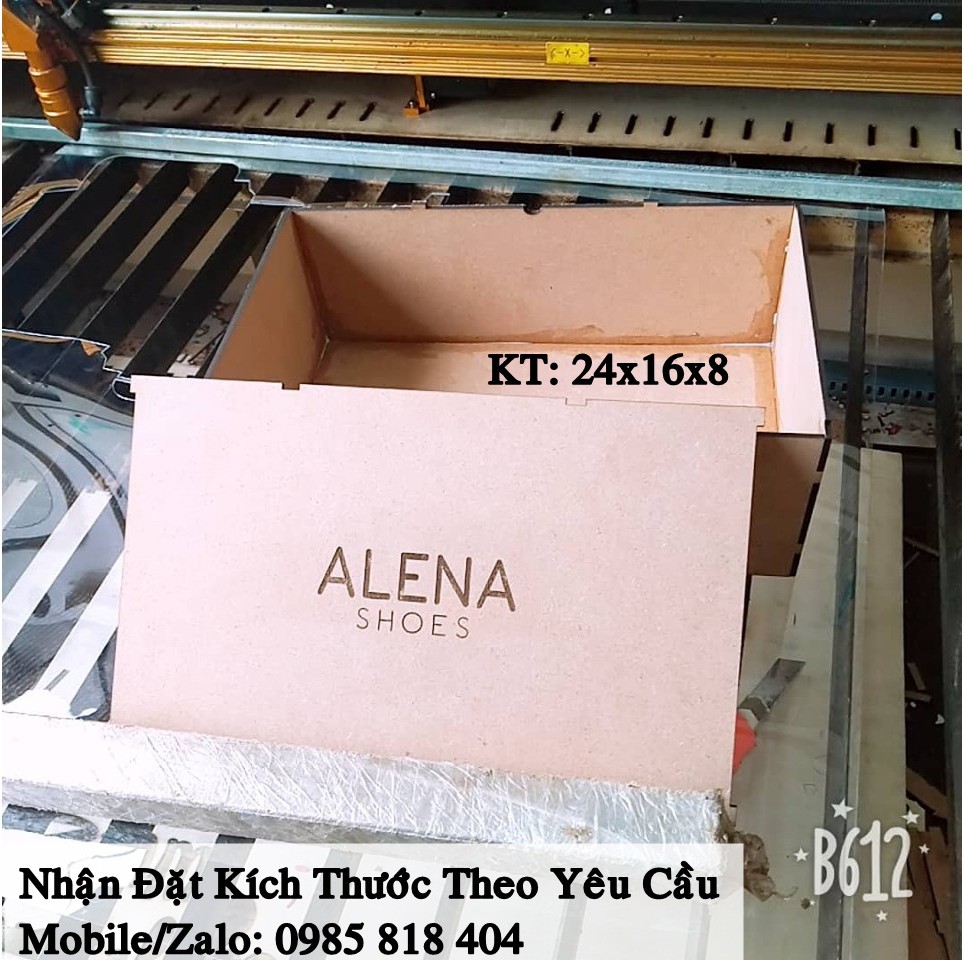 <-X->
KT: 24x16x8
ALENA
SHOES
B612
Nhận Đặt Kích Thước Theo Yêu Cầu
Mobile/Zalo: 0985 818 404